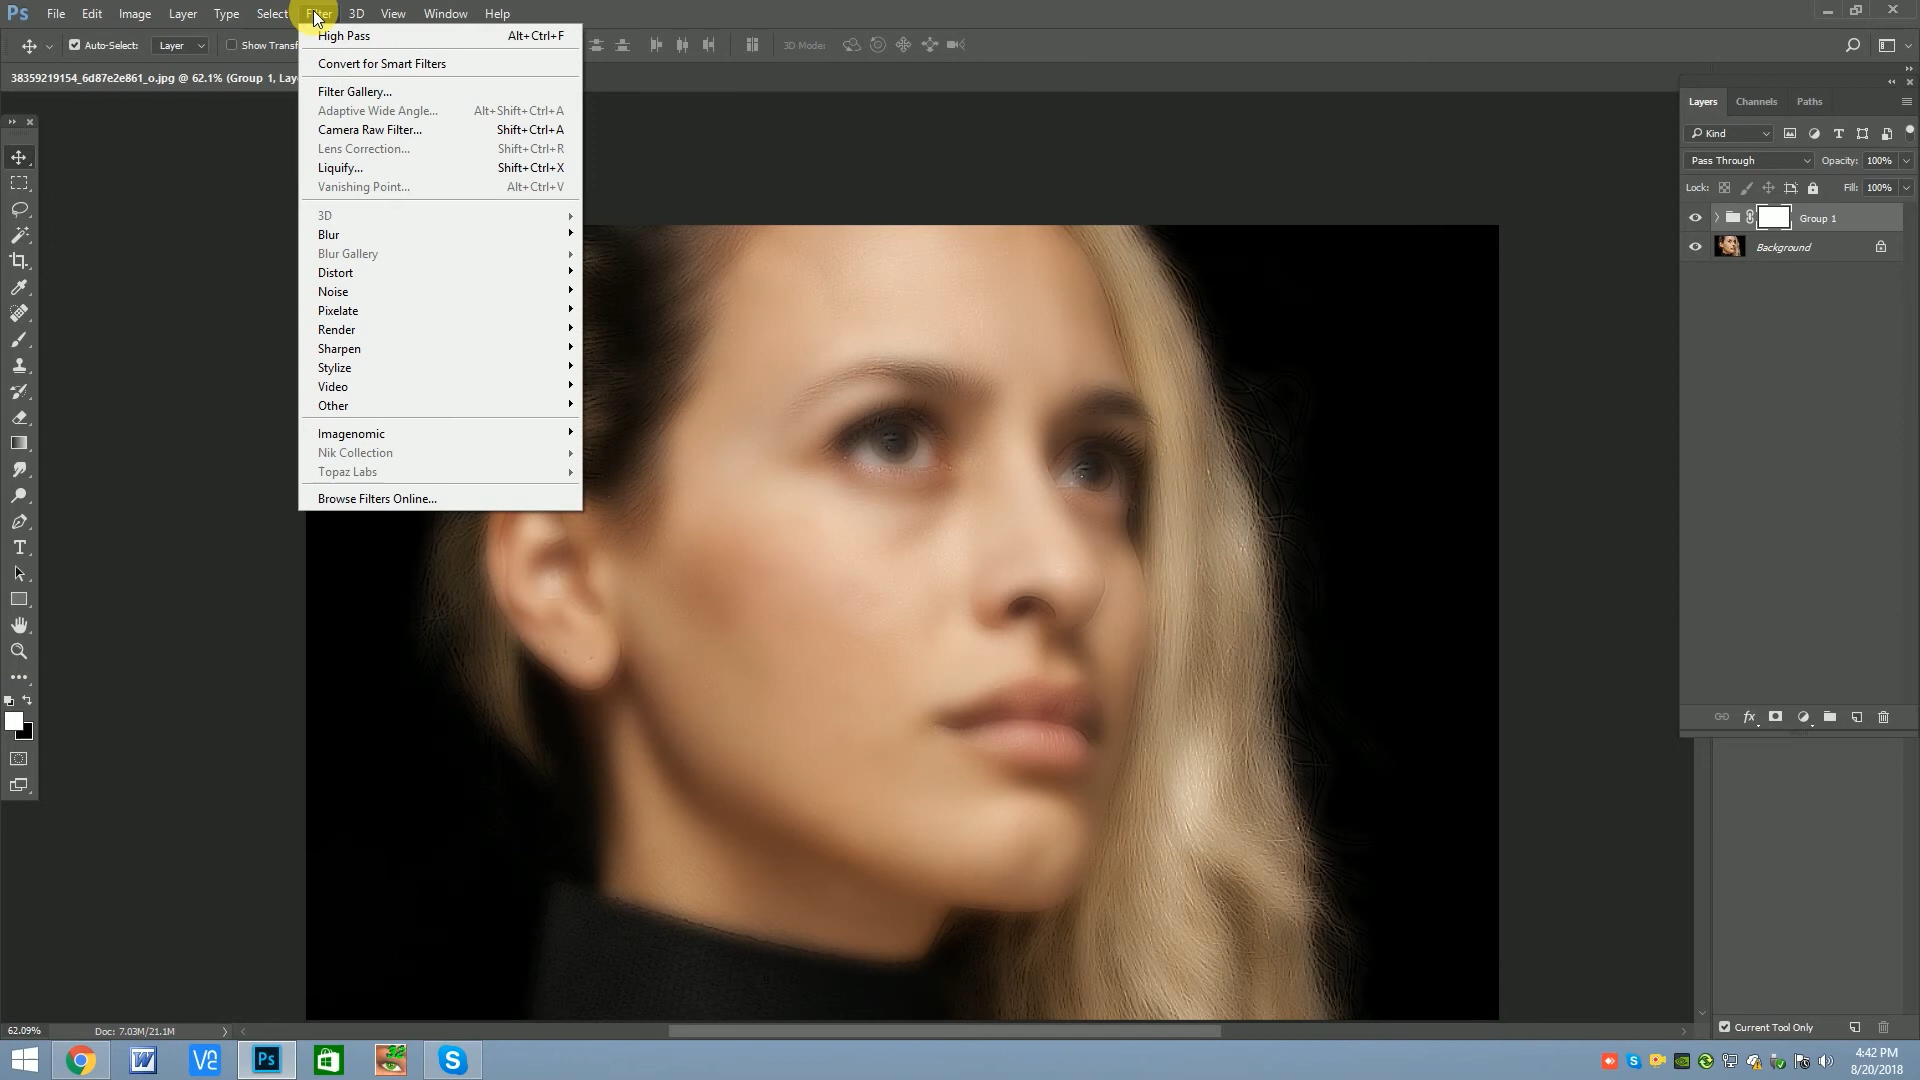 Ps File Edit Image Layer Type Select Filter 3D View Window Help
Auto-Select: Layer Show Transf 3D Mode:
38359219154_6d87e2e861_o.jpg @ 62.1% (Group 1, Lay
High Pass Alt+Ctrl+F
Convert for Smart Filters
Filter Gallery...
Adaptive Wide Angle... Alt+Shift+Ctrl+A
Camera Raw Filter... Shift+Ctrl+A
Lens Correction... Shift+Ctrl+R
Liquify... Shift+Ctrl+X
Vanishing Point... Alt+Ctrl+V
3D
Blur
Blur Gallery
Distort
Noise
Pixelate
Render
Sharpen
Stylize
Video
Other
Imagenomic
Nik Collection
Topaz Labs
Browse Filters Online...
Layers Channels Paths
Kind
Pass Through Opacity: 100%
Lock: Fill: 100%
Group 1
Background
fx
Current Tool Only
62.09% Doc: 7.03M/21.1M
Ps
4:42 PM
8/20/2018